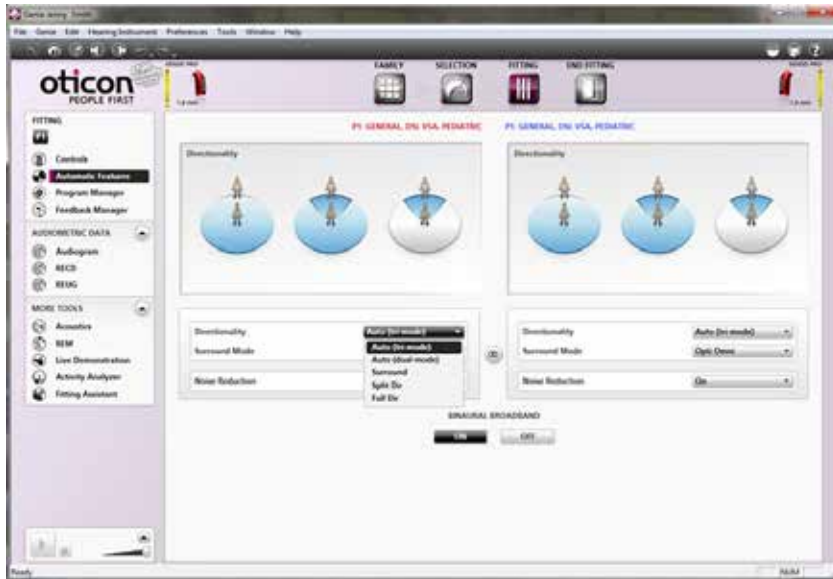 Genie Jenny Smith
File Genie Edit Hearing Instrument Preferences Tools Window Help
oticon
PEOPLE FIRST
FAMILY SELECTION FITTING END FITTING
FITTING
Controls
Automatic Features
Program Manager
Feedback Manager
AUDIOMETRIC DATA
Audiogram
RECD
REUG
MORE TOOLS
Acoustics
REM
Live Demonstration
Activity Analyzer
Fitting Assistant
P1: GENERAL, DSL VSA, PEDIATRIC
P1: GENERAL, DSL VSA, PEDIATRIC
Directionality
Directionality
Directionality Auto (tri-mode)
Surround Mode
Noise Reduction
Auto (tri-mode)
Auto (dual-mode)
Surround
Split Dir
Full Dir
Directionality Auto (tri-mode)
Surround Mode Opti Omni
Noise Reduction On
BINAURAL BROADBAND
ON OFF
Ready
NUM